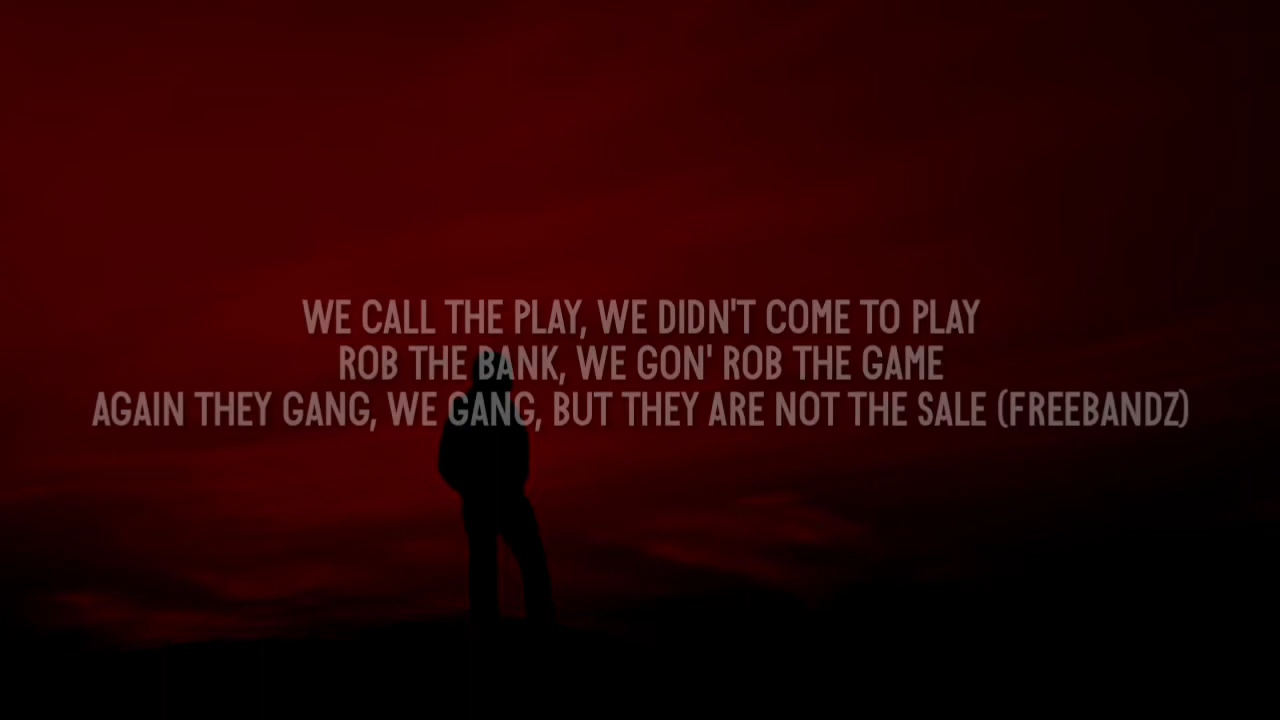 WE CALL THE PLAY, WE DIDN'T COME TO PLAY
ROB THE BANK, WE GON' ROB THE GAME
AGAIN THEY GANG, WE GANG, BUT THEY ARE NOT THE SALE (FREEBANDZ)